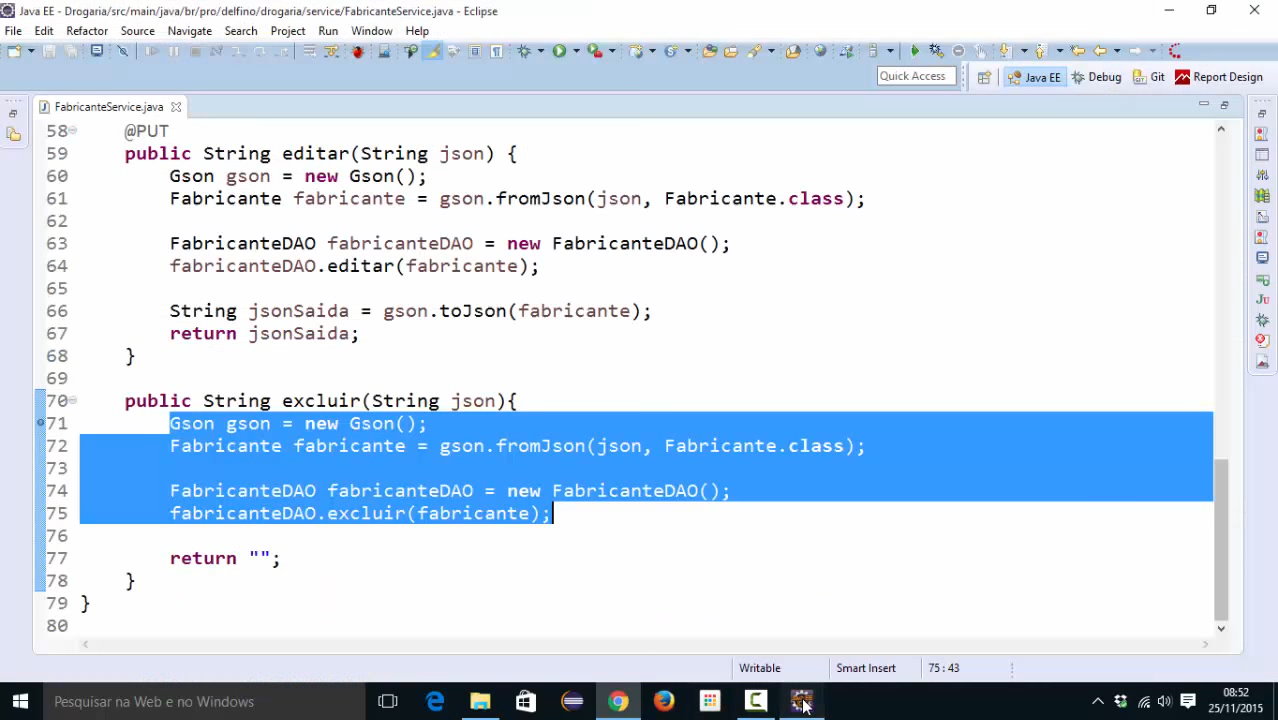 Java EE - Drogaria/src/main/java/br/pro/delfino/drogaria/service/FabricanteService.java - Eclipse
File Edit Refactor Source Navigate Search Project Run Window Help
Quick Access Java EE Debug Git Report Design
FabricanteService.java
58 @PUT
59 public String editar(String json) {
60 Gson gson = new Gson();
61 Fabricante fabricante = gson.fromJson(json, Fabricante.class);
62
63 FabricanteDAO fabricanteDAO = new FabricanteDAO();
64 fabricanteDAO.editar(fabricante);
65
66 String jsonSaida = gson.toJson(fabricante);
67 return jsonSaida;
68 }
69
70 public String excluir(String json){
71 Gson gson = new Gson();
72 Fabricante fabricante = gson.fromJson(json, Fabricante.class);
73
74 FabricanteDAO fabricanteDAO = new FabricanteDAO();
75 fabricanteDAO.excluir(fabricante);
76
77 return "";
78 }
79 }
80
Writable Smart Insert 75 : 43
Pesquisar na Web e no Windows
08:52
25/11/2015